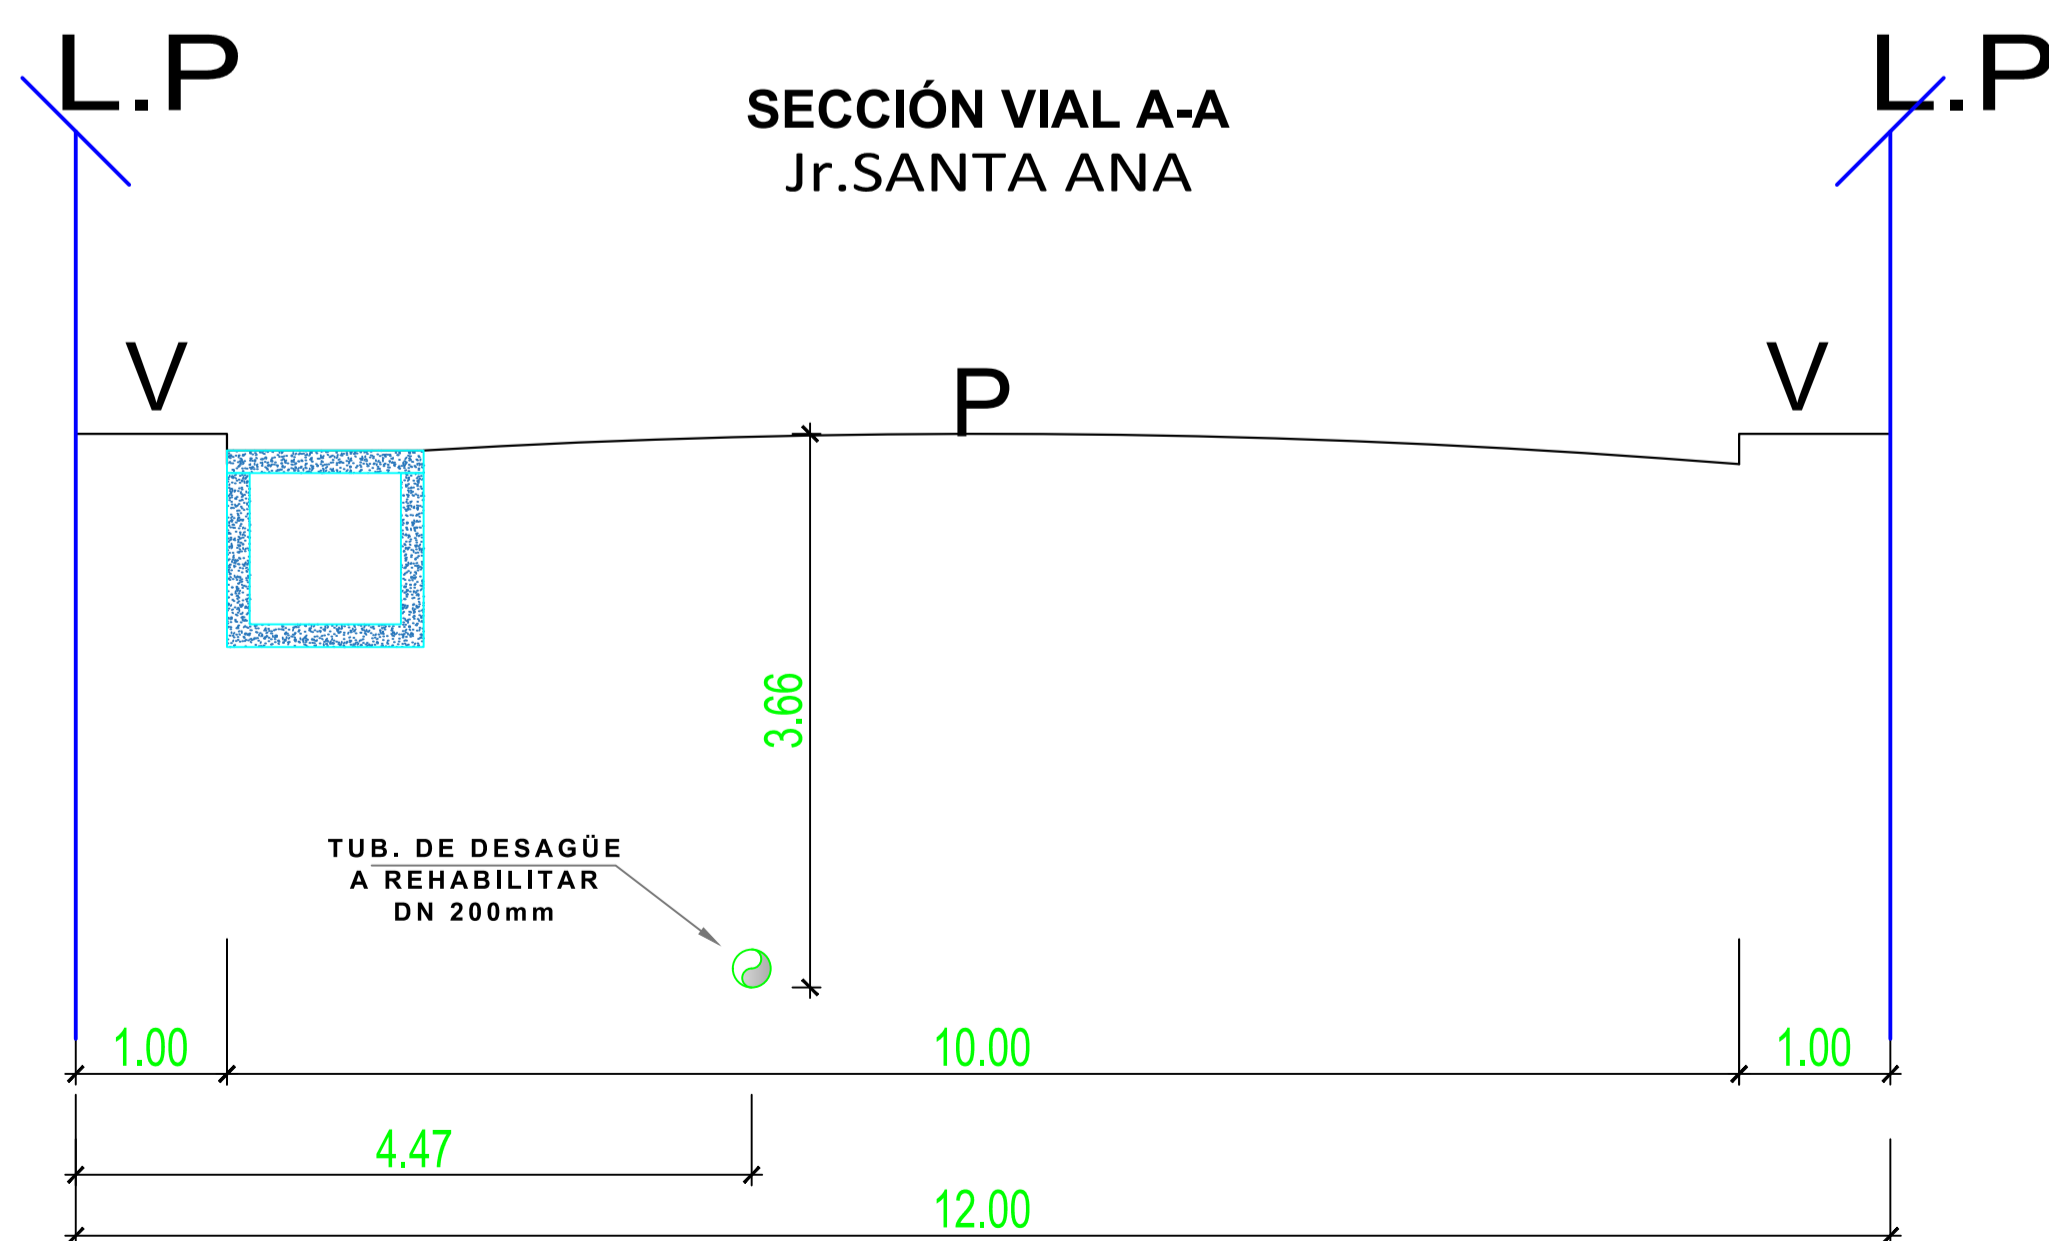 L.P
L.P
SECCIÓN VIAL A-A
Jr.SANTA ANA
V
P
V
3.66
TUB. DE DESAGÜE
A REHABILITAR
DN 200mm
1.00
10.00
1.00
4.47
12.00